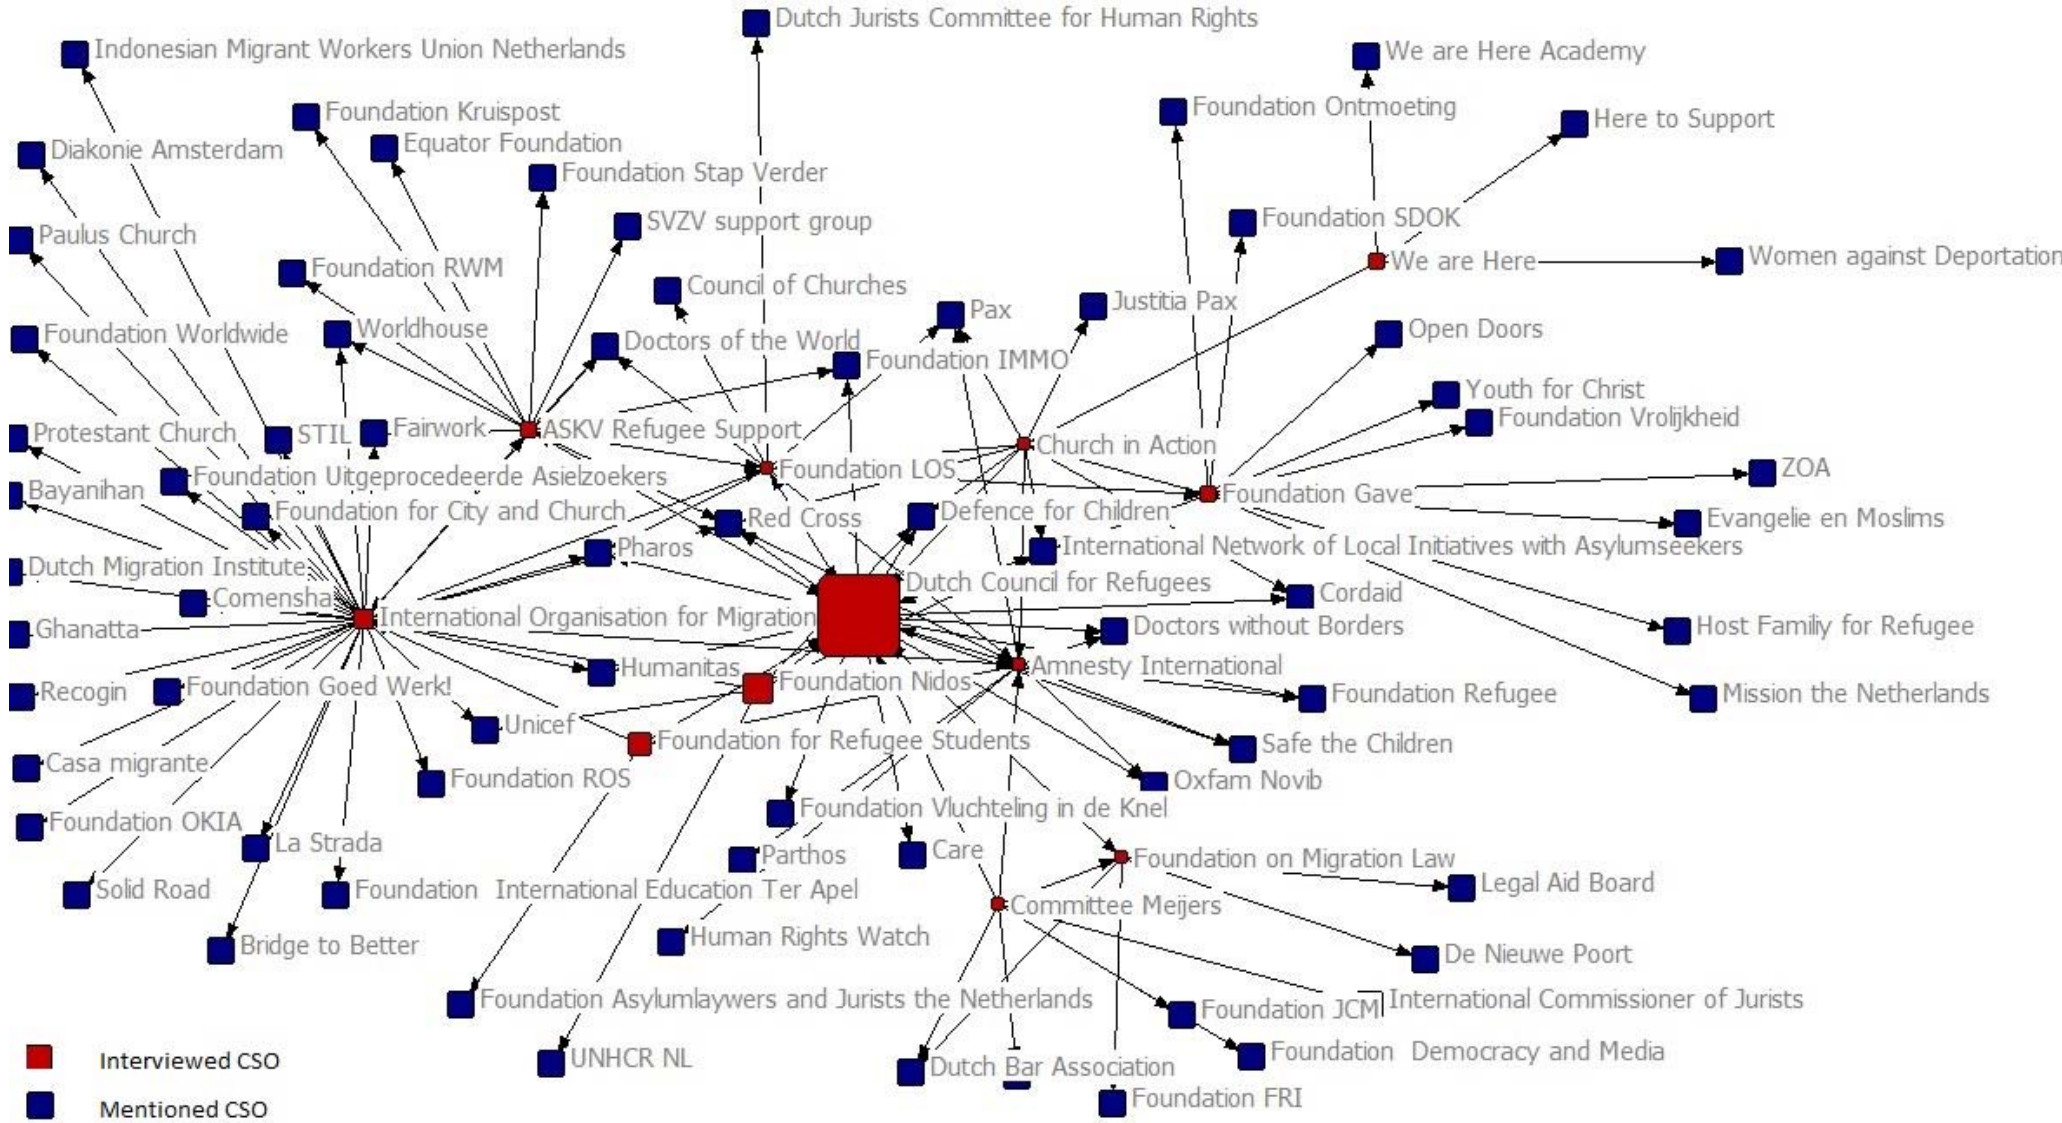 Dutch Jurists Committee for Human Rights
Indonesian Migrant Workers Union Netherlands
We are Here Academy
Foundation Kruispost
Foundation Ontmoeting
Here to Support
Equator Foundation
Diakonie Amsterdam
Foundation Stap Verder
SVZV support group
Foundation SDOK
Paulus Church
Women against Deportation
We are Here
Foundation RWM
Council of Churches
Justitia Pax
Pax
Worldhouse
Open Doors
Foundation Worldwide
Doctors of the World
Foundation IMMO
Youth for Christ
Foundation Vrolijkheid
Fairwork
ASKV Refugee Support
Protestant Church
STIL
Church in Action
ZOA
Foundation LOS
Foundation Uitgeprocedeerde Asielzoekers
Bayanihan
Foundation Gave
Foundation for City and Church
Red Cross
Defence for Children
Evangelie en Moslims
Pharos
International Network of Local Initiatives with Asylumseekers
Dutch Migration Institute
Dutch Council for Refugees
Cordaid
Comensha
International Organisation for Migration
Ghanatta
Doctors without Borders
Host Familiy for Refugee
Humanitas
Amnesty International
Foundation Goed Werk!
Foundation Nidos
Recogin
Foundation Refugee
Mission the Netherlands
Unicef
Foundation for Refugee Students
Safe the Children
Casa migrante
Foundation ROS
Oxfam Novib
Foundation OKIA
Foundation Vluchteling in de Knel
La Strada
Parthos
Care
Foundation on Migration Law
Solid Road
Foundation International Education Ter Apel
Legal Aid Board
Committee Meijers
Bridge to Better
Human Rights Watch
De Nieuwe Poort
Foundation Asylumlaywers and Jurists the Netherlands
Foundation JCM
International Commissioner of Jurists
Interviewed CSO
UNHCR NL
Dutch Bar Association
Foundation Democracy and Media
Foundation FRI
Mentioned CSO